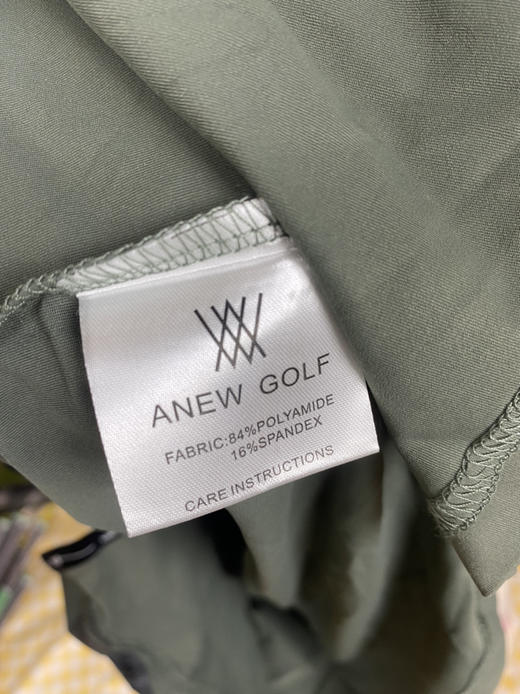 ANEW GOLF
FABRIC:84%POLYAMIDE
16%SPANDEX
CARE INSTRUCTIONS